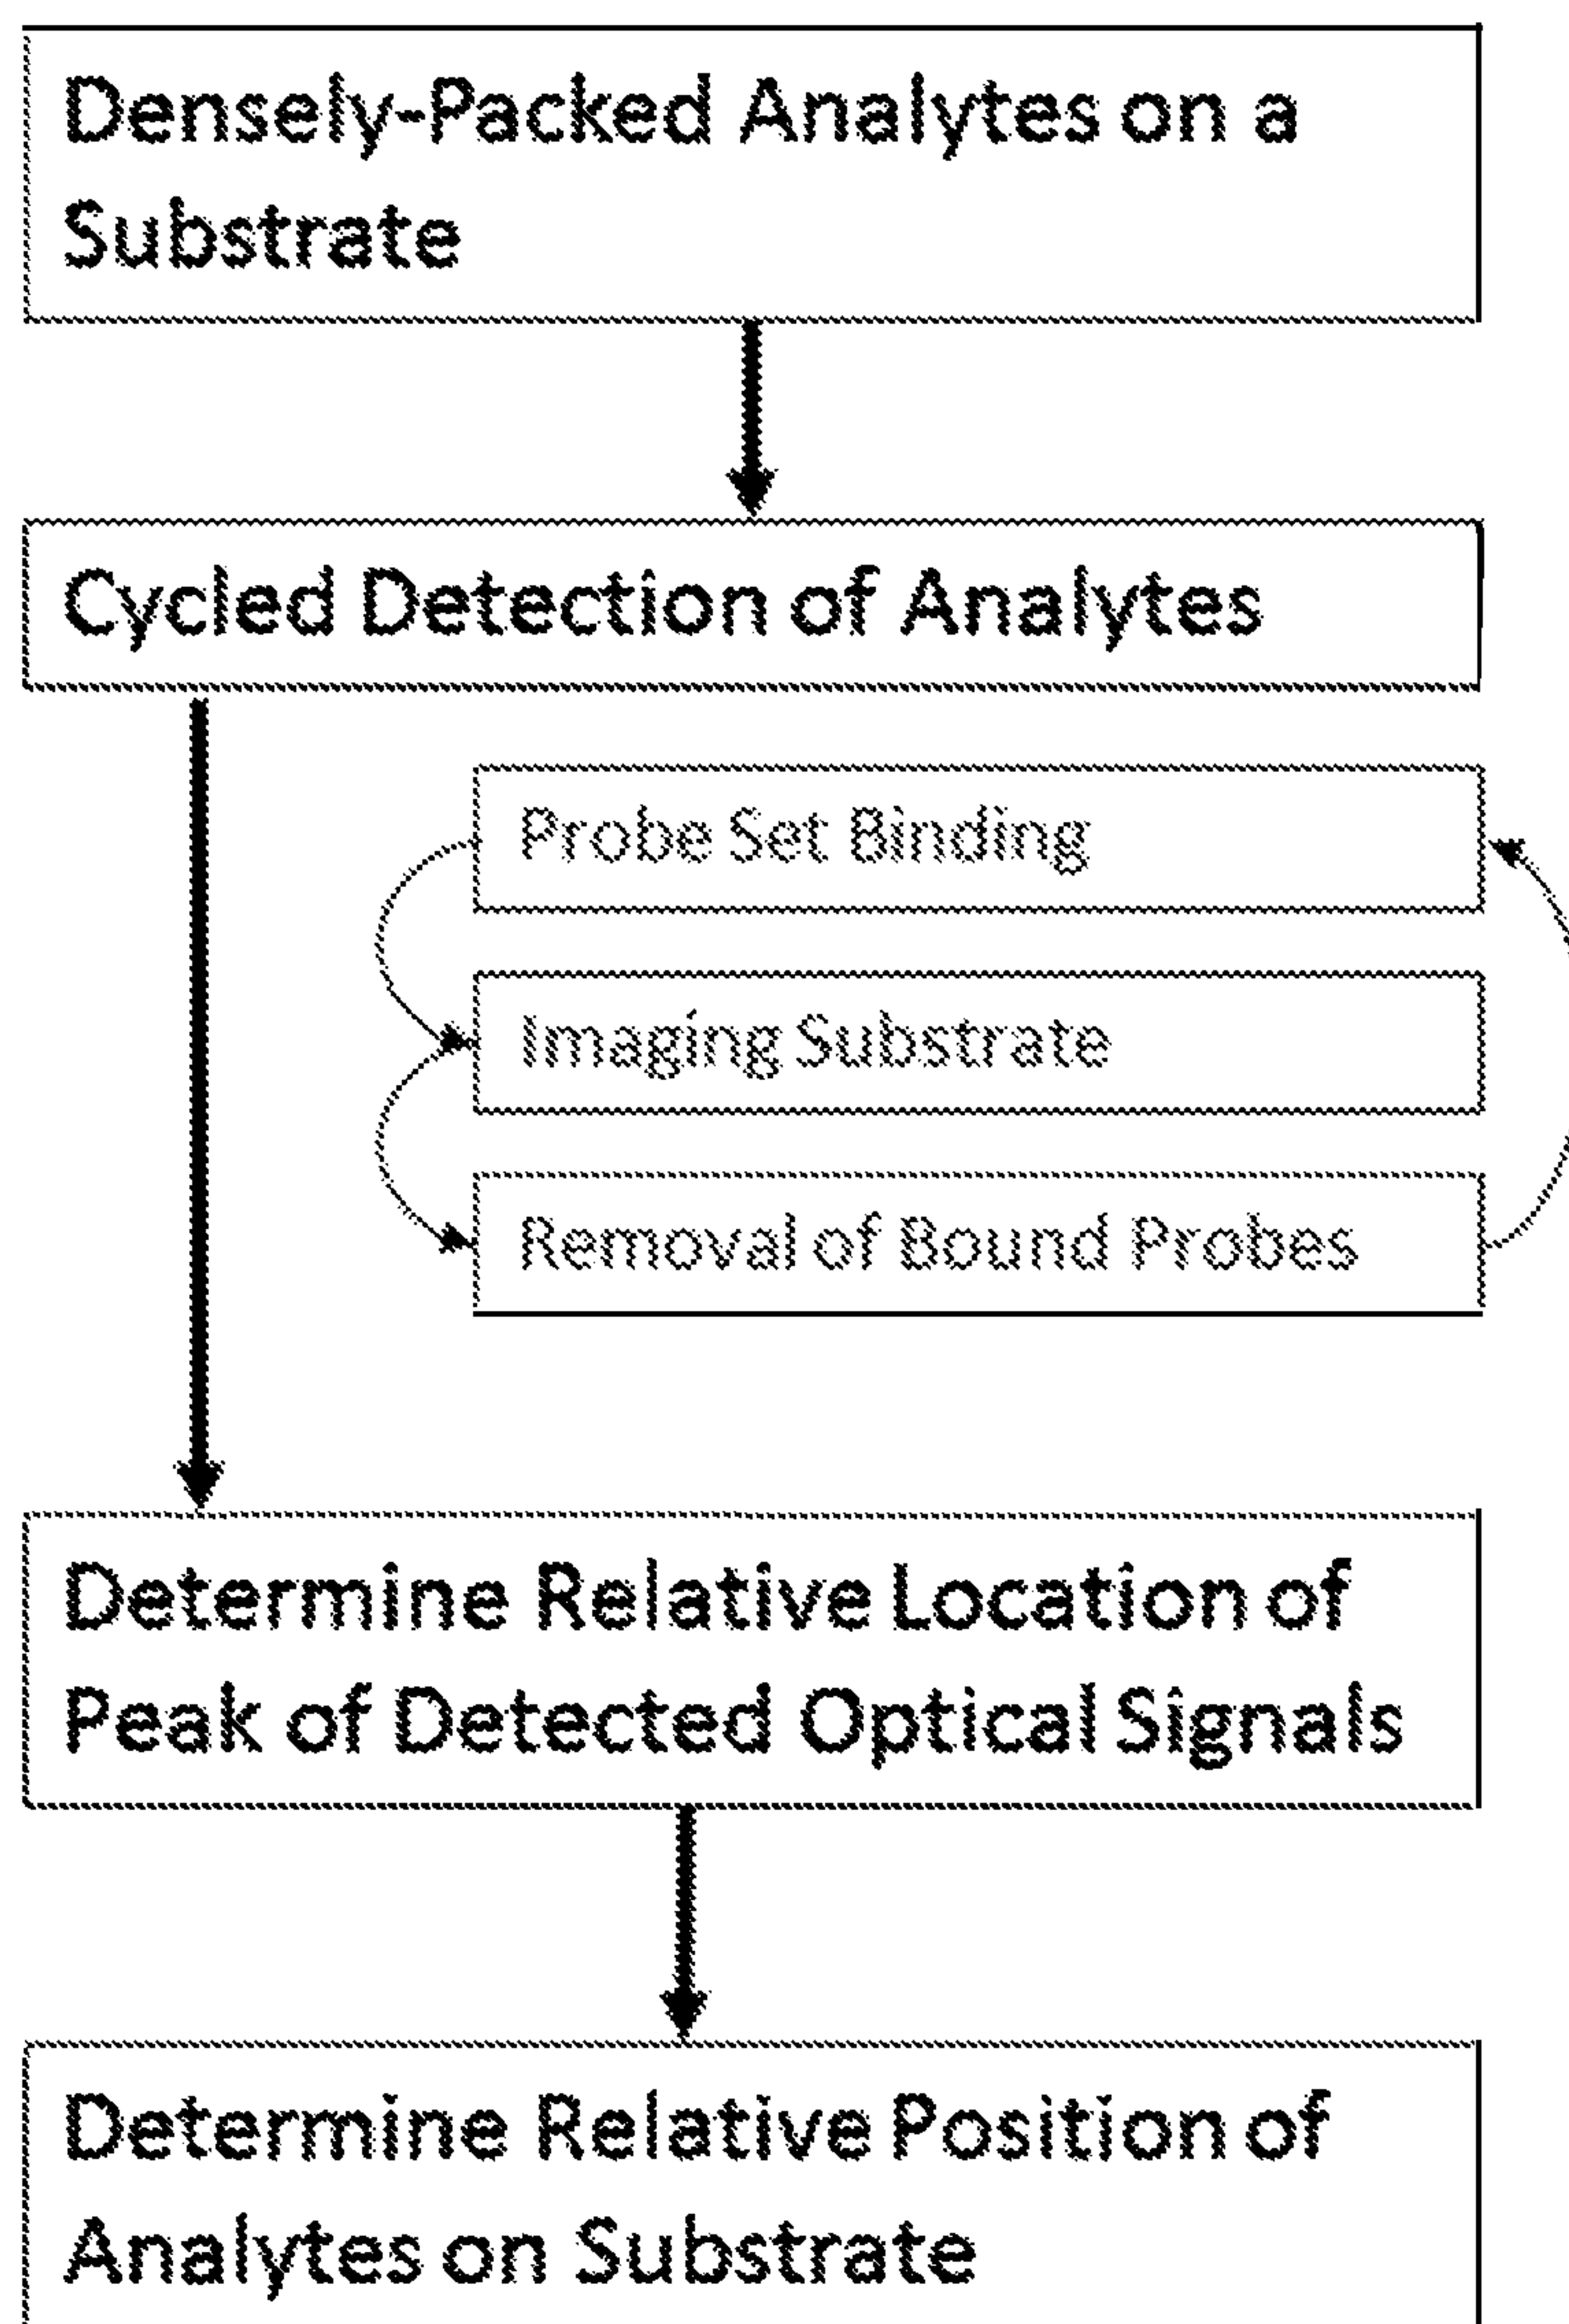 Densely-Packed Analytes on a
Substrate
Cycled Detection of Analytes
Probe Set Binding
Imaging Substrate
Removal of Bound Probes
Determine Relative Location of
Peak of Detected Optical Signals
Determine Relative Position of
Analytes on Substrate